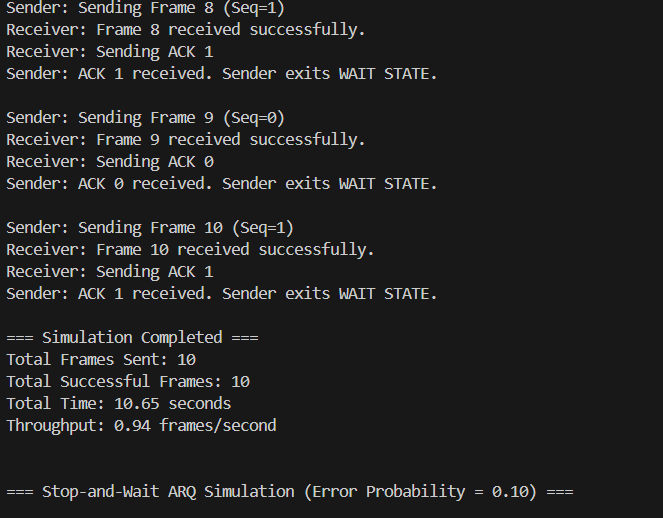 Sender: Sending Frame 8 (Seq=1)
Receiver: Frame 8 received successfully.
Receiver: Sending ACK 1
Sender: ACK 1 received. Sender exits WAIT STATE.
Sender: Sending Frame 9 (Seq=0)
Receiver: Frame 9 received successfully.
Receiver: Sending ACK 0
Sender: ACK 0 received. Sender exits WAIT STATE.
Sender: Sending Frame 10 (Seq=1)
Receiver: Frame 10 received successfully.
Receiver: Sending ACK 1
Sender: ACK 1 received. Sender exits WAIT STATE.
=== Simulation Completed ===
Total Frames Sent: 10
Total Successful Frames: 10
Total Time: 10.65 seconds
Throughput: 0.94 frames/second
=== Stop-and-Wait ARQ Simulation (Error Probability = 0.10) ===